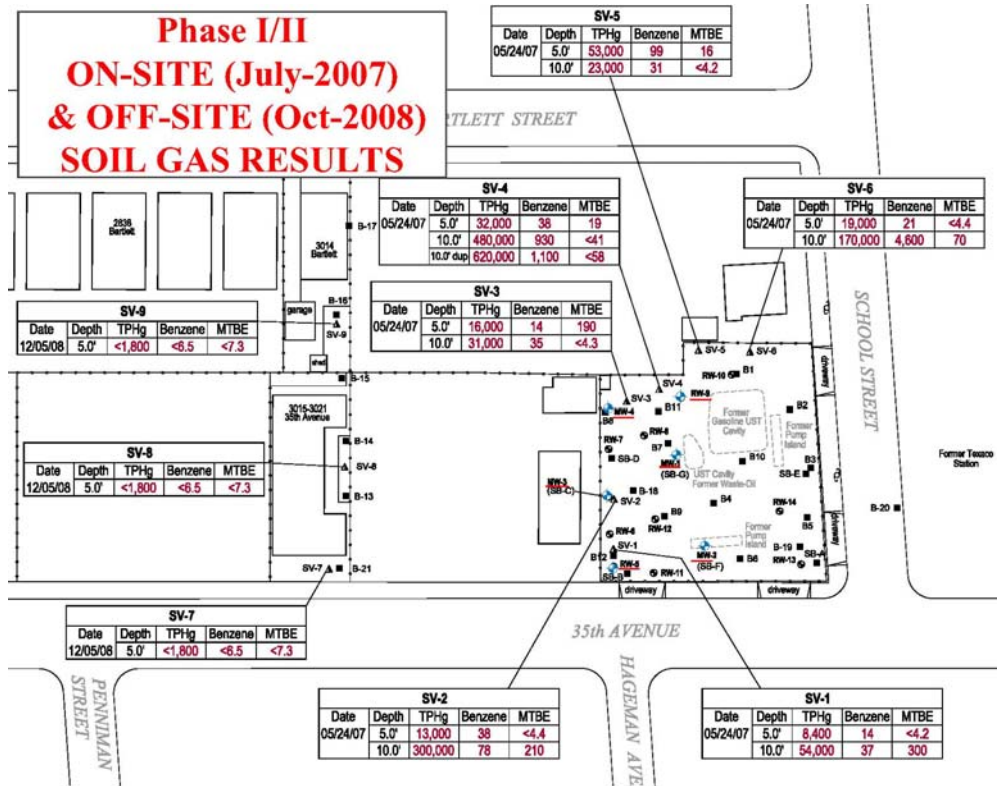 Phase I/II
ON-SITE (July-2007)
& OFF-SITE (Oct-2008)
SOIL GAS RESULTS
SV-5
Date Depth TPHg Benzene MTBE
05/24/07 5.0' 53,000 99 16
10.0' 23,000 31 <4.2
RTLETT STREET
SV-4
Date Depth TPHg Benzene MTBE
05/24/07 5.0' 32,000 38 19
10.0' 480,000 930 <41
10.0' dup 620,000 1,100 <58
SV-6
Date Depth TPHg Benzene MTBE
05/24/07 5.0' 19,000 21 <4.4
10.0' 170,000 4,600 70
2836
Bartlett
3014
Bartlett
B-17
SV-3
Date Depth TPHg Benzene MTBE
05/24/07 5.0' 16,000 14 190
10.0' 31,000 35 <4.3
SV-9
Date Depth TPHg Benzene MTBE
12/05/08 5.0' <1,800 <6.5 <7.3
garage
B-16
SV-9
shed
B-15
SCHOOL STREET
driveway
SV-5
SV-6
RW-10
B1
SV-4
SV-3
RW-9
MW-4
B8
B11
B2
Former
Gasoline UST
Cavity
Former
Pump
Island
3015-3021
35th Avenue
B-14
SV-8
B-13
SV-8
Date Depth TPHg Benzene MTBE
12/05/08 5.0' <1,800 <6.5 <7.3
RW-8
RW-7
B7
SB-D
MW-1
(SB-G)
B10
B3
SB-E
UST Cavity
Former Waste-Oil
Former Texaco
Station
MW-3
(SB-C)
SV-2
B-18
B4
RW-14
B-20
B9
RW-12
B5
driveway
RW-6
Former
Pump
Island
SV-1
B12
MW-2
(SB-F)
B-19
SB-A
B6
RW-13
RW-5
SB-B
RW-11
SV-7
B-21
driveway
driveway
35th AVENUE
SV-7
Date Depth TPHg Benzene MTBE
12/05/08 5.0' <1,800 <6.5 <7.3
PENNIMAN
STREET
HAGEMAN AVE
SV-2
Date Depth TPHg Benzene MTBE
05/24/07 5.0' 13,000 38 <4.4
10.0' 300,000 78 210
SV-1
Date Depth TPHg Benzene MTBE
05/24/07 5.0' 8,400 14 <4.2
10.0' 54,000 37 300